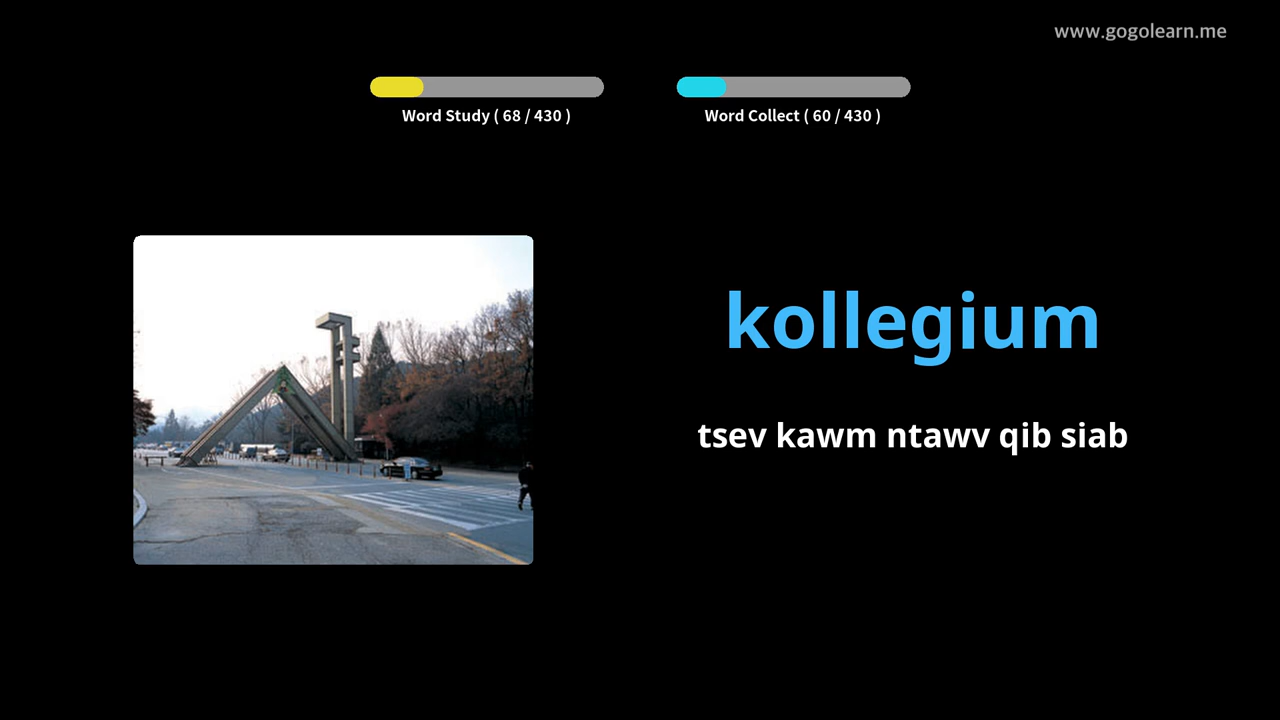 www.gogolearn.me
Word Study ( 68 / 430 )
Word Collect ( 60 / 430 )
kollegium
tsev kawm ntawv qib siab